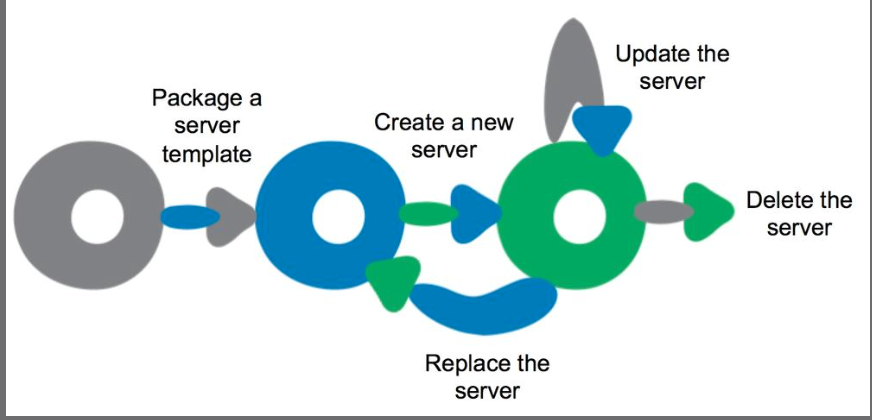 Package a
server
template
Create a new
server
Update the
server
Delete the
server
Replace the
server